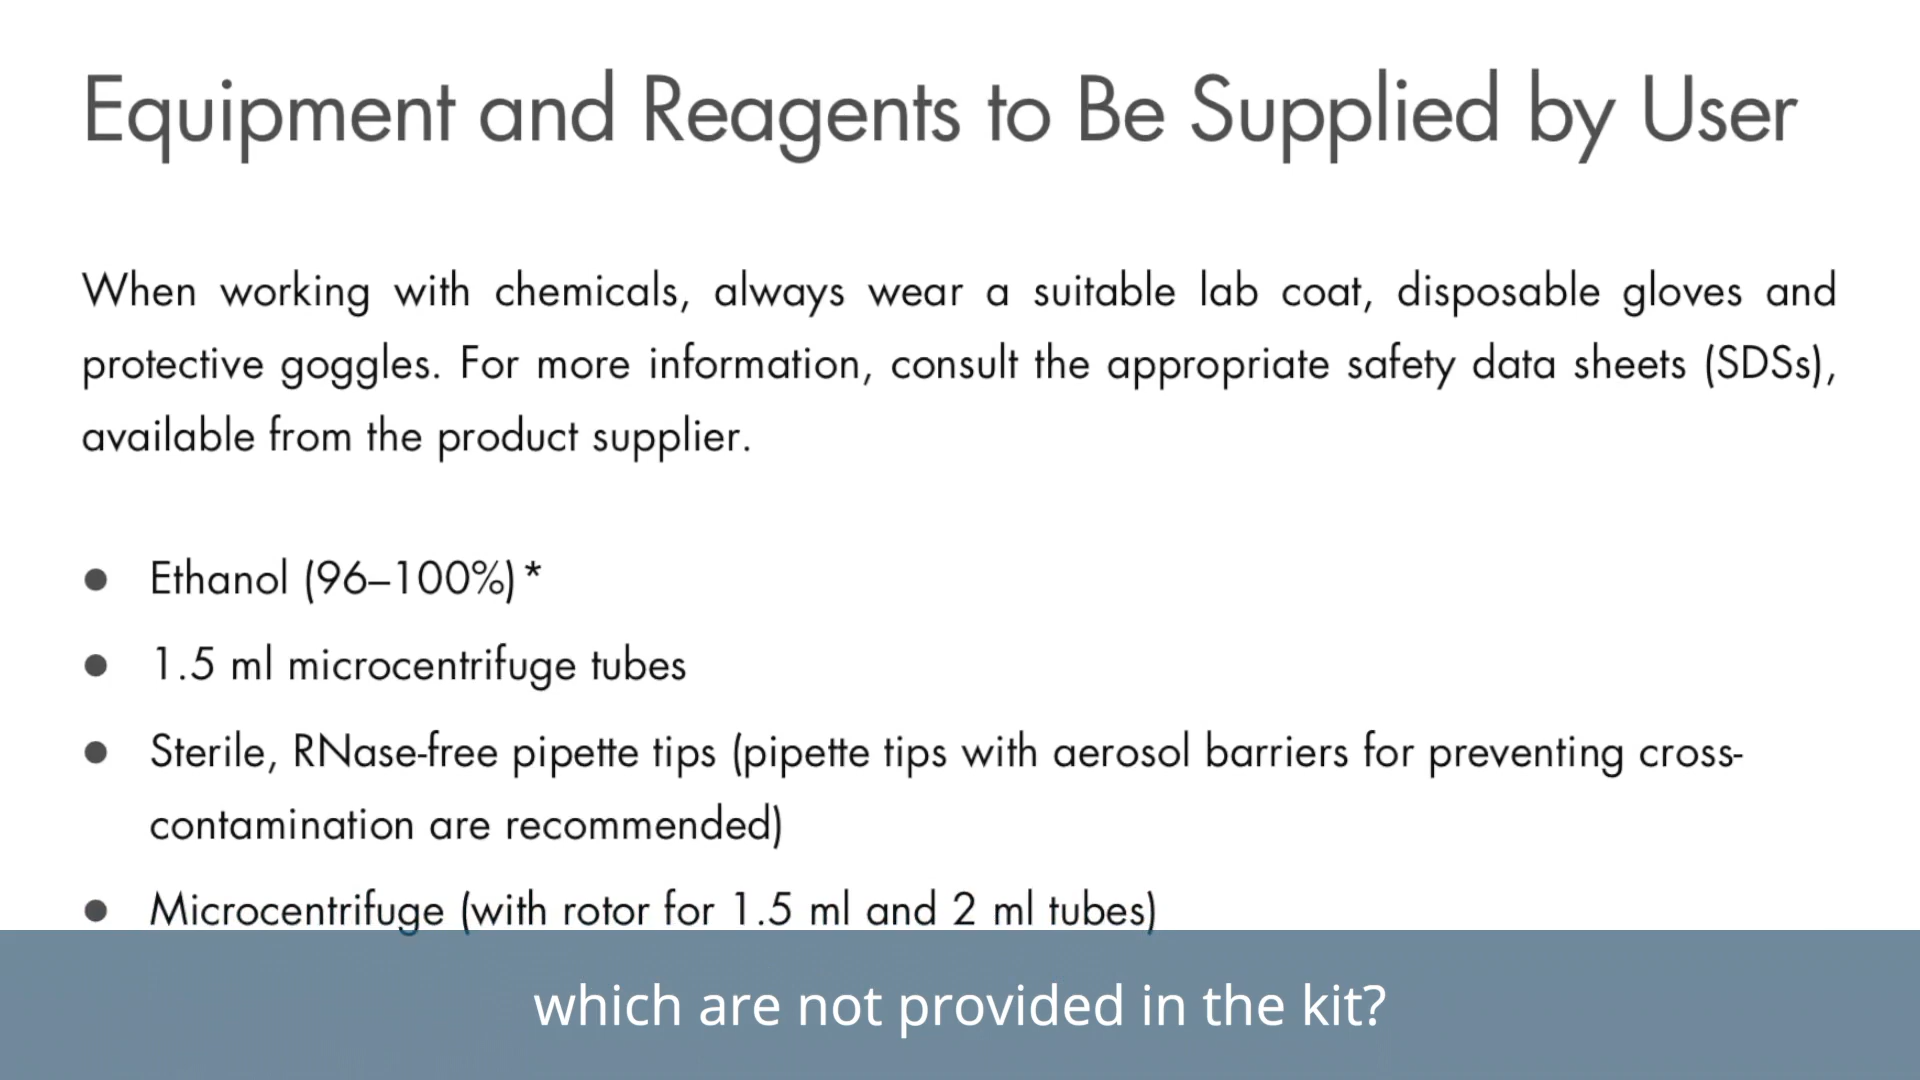 Equipment and Reagents to Be Supplied by User
When working with chemicals, always wear a suitable lab coat, disposable gloves and
protective goggles. For more information, consult the appropriate safety data sheets (SDSs),
available from the product supplier.
● Ethanol (96–100%)*
● 1.5 ml microcentrifuge tubes
● Sterile, RNase-free pipette tips (pipette tips with aerosol barriers for preventing cross-
contamination are recommended)
● Microcentrifuge (with rotor for 1.5 ml and 2 ml tubes)
which are not provided in the kit?